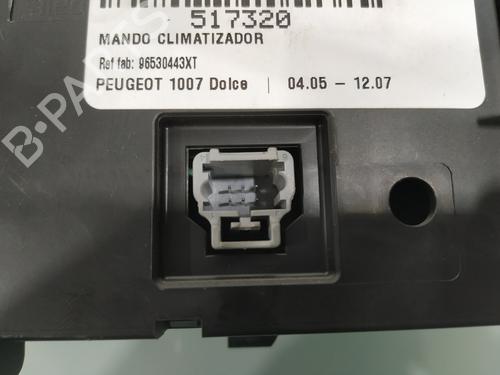 517320
MANDO CLIMATIZADOR
Ref fab: 96530443XT
PEUGEOT 1007 Dolce | 04.05 - 12.07
B-PARTS